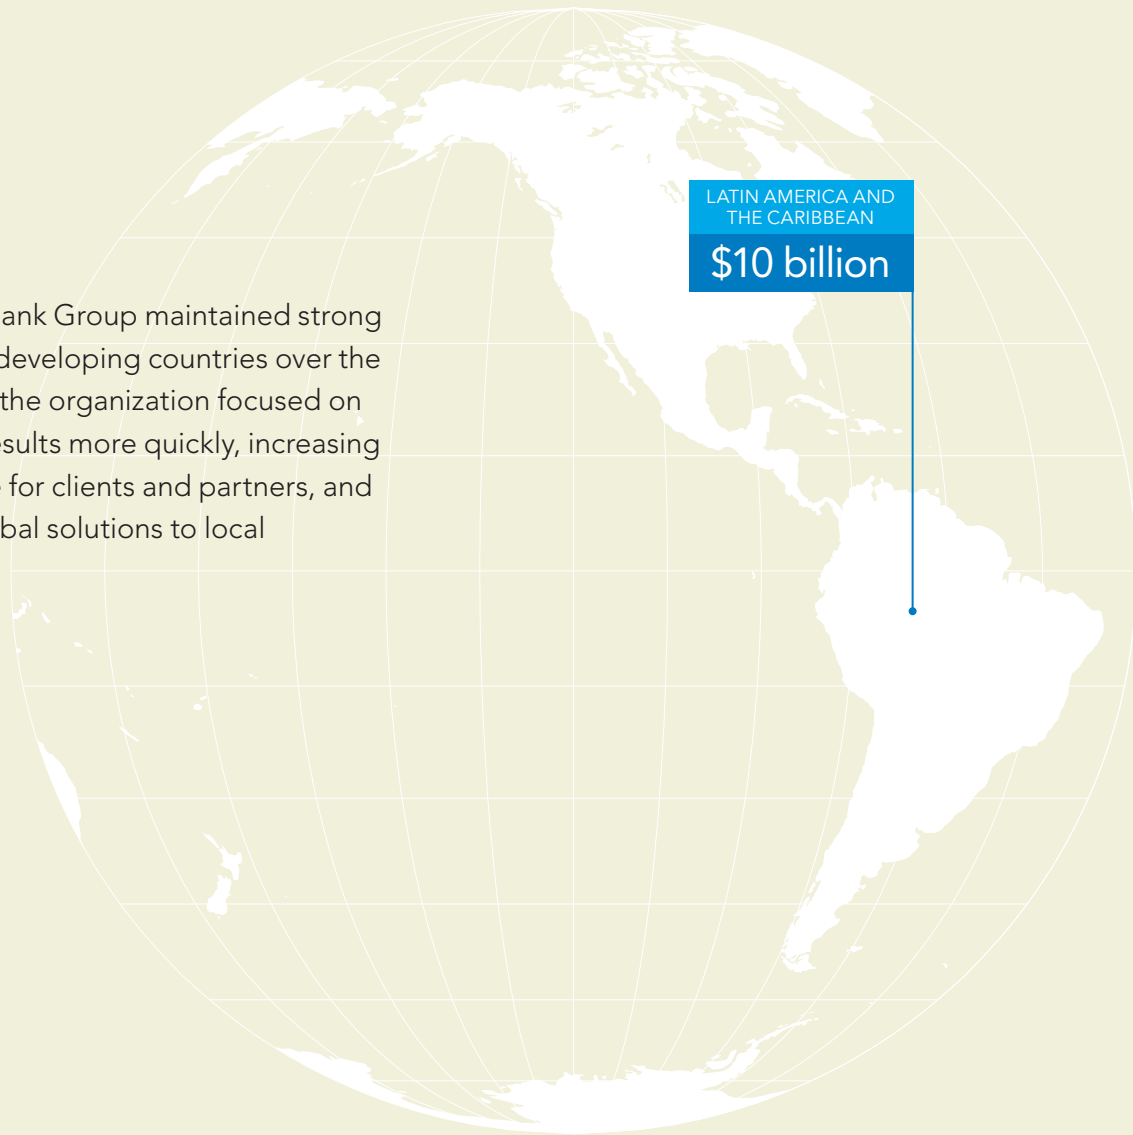 ank Group maintained strong
developing countries over the
the organization focused on
esults more quickly, increasing
for clients and partners, and
bal solutions to local
LATIN AMERICA AND
THE CARIBBEAN
$10 billion